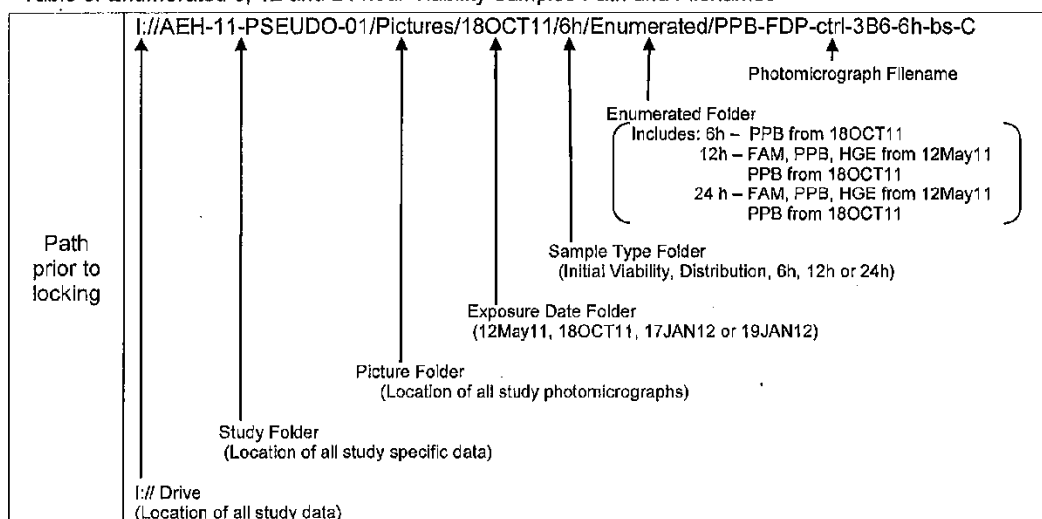 I://AEH-11-PSEUDO-01/Pictures/18OCT11/6h/Enumerated/PPB-FDP-ctrl-3B6-6h-bs-C
Photomicrograph Filename
Enumerated Folder
Includes: 6h – PPB from 18OCT11
12h – FAM, PPB, HGE from 12May11
PPB from 18OCT11
24 h – FAM, PPB, HGE from 12May11
PPB from 18OCT11
Path
prior to
locking
Sample Type Folder
(Initial Viability, Distribution, 6h, 12h or 24h)
Exposure Date Folder
(12May11, 18OCT11, 17JAN12 or 19JAN12)
Picture Folder
(Location of all study photomicrographs)
Study Folder
(Location of all study specific data)
I:// Drive
(Location of all study data)